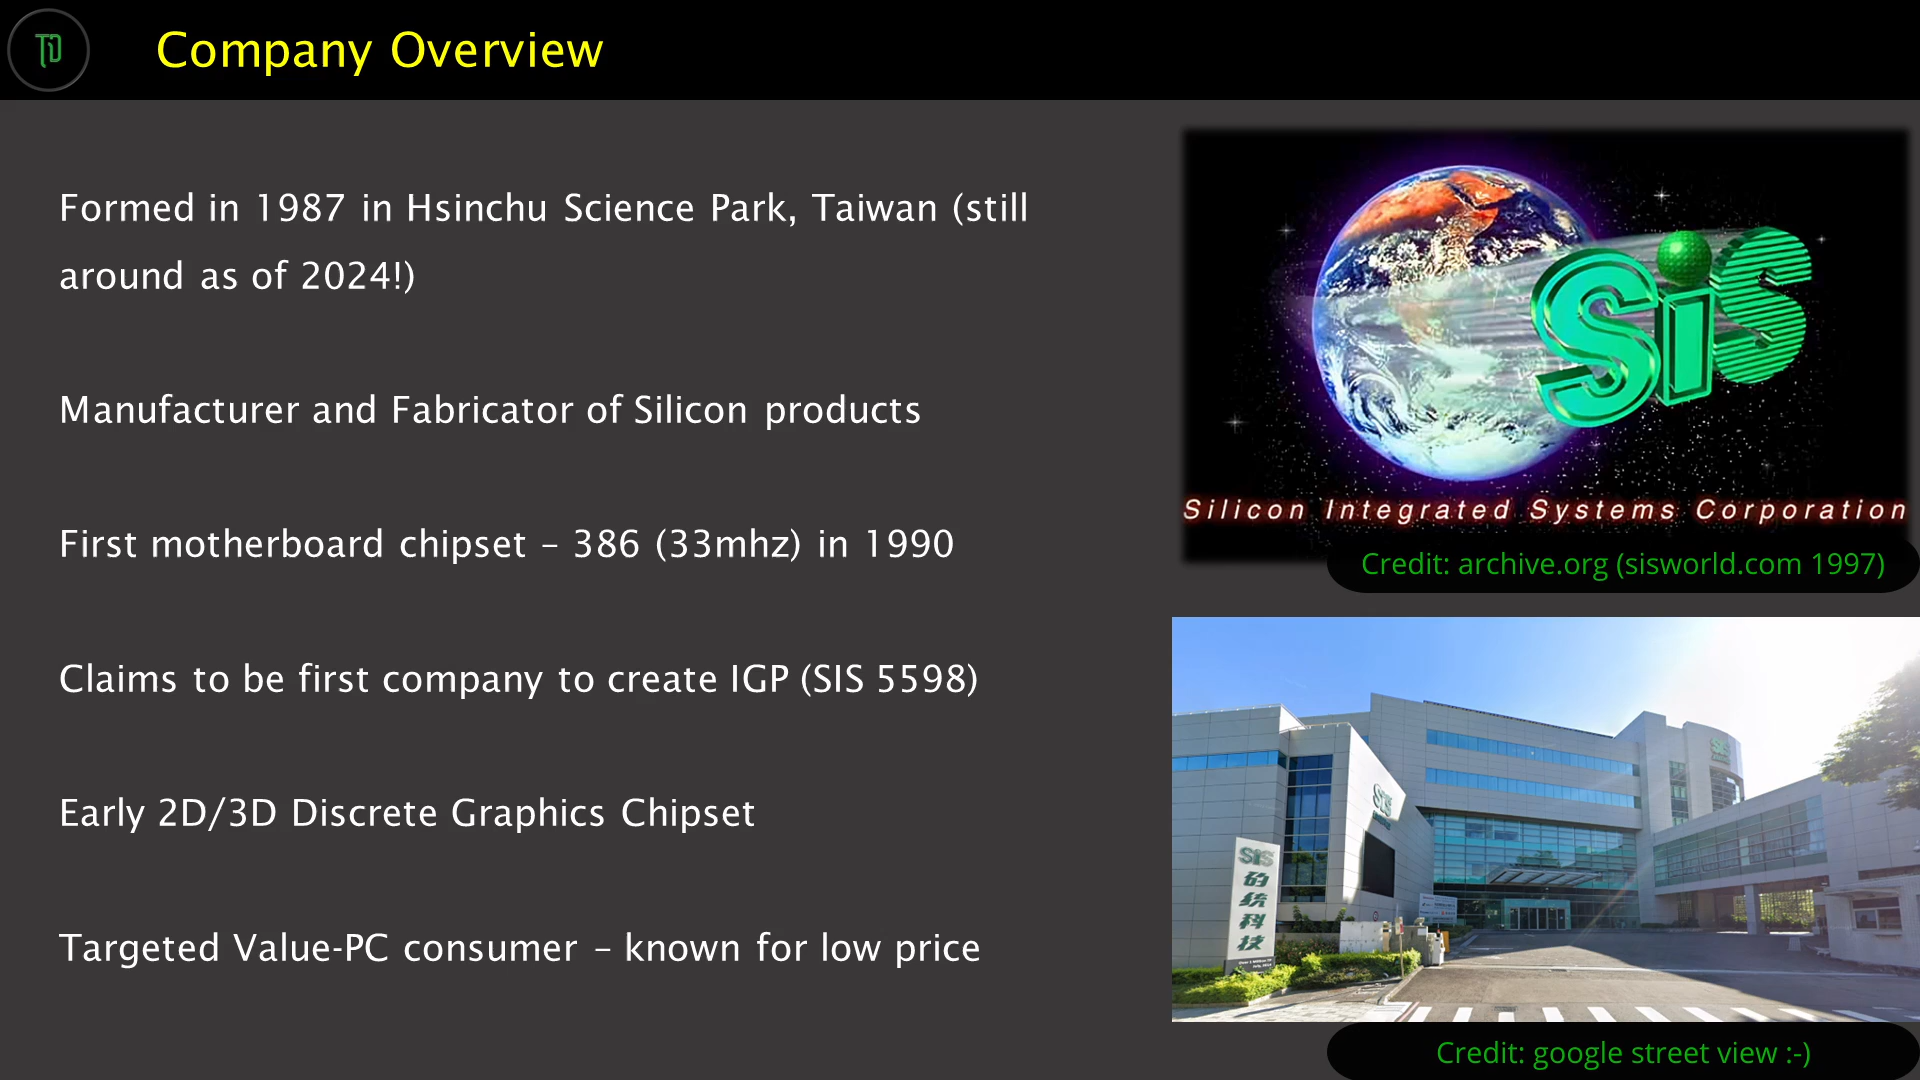 TD
Company Overview
Formed in 1987 in Hsinchu Science Park, Taiwan (still
around as of 2024!)
Manufacturer and Fabricator of Silicon products
First motherboard chipset – 386 (33mhz) in 1990
Claims to be first company to create IGP (SIS 5598)
Early 2D/3D Discrete Graphics Chipset
Targeted Value-PC consumer – known for low price
SiS
Silicon Integrated Systems Corporation
Credit: archive.org (sisworld.com 1997)
SiS
SiS
SiS
矽統科技
Credit: google street view :-)